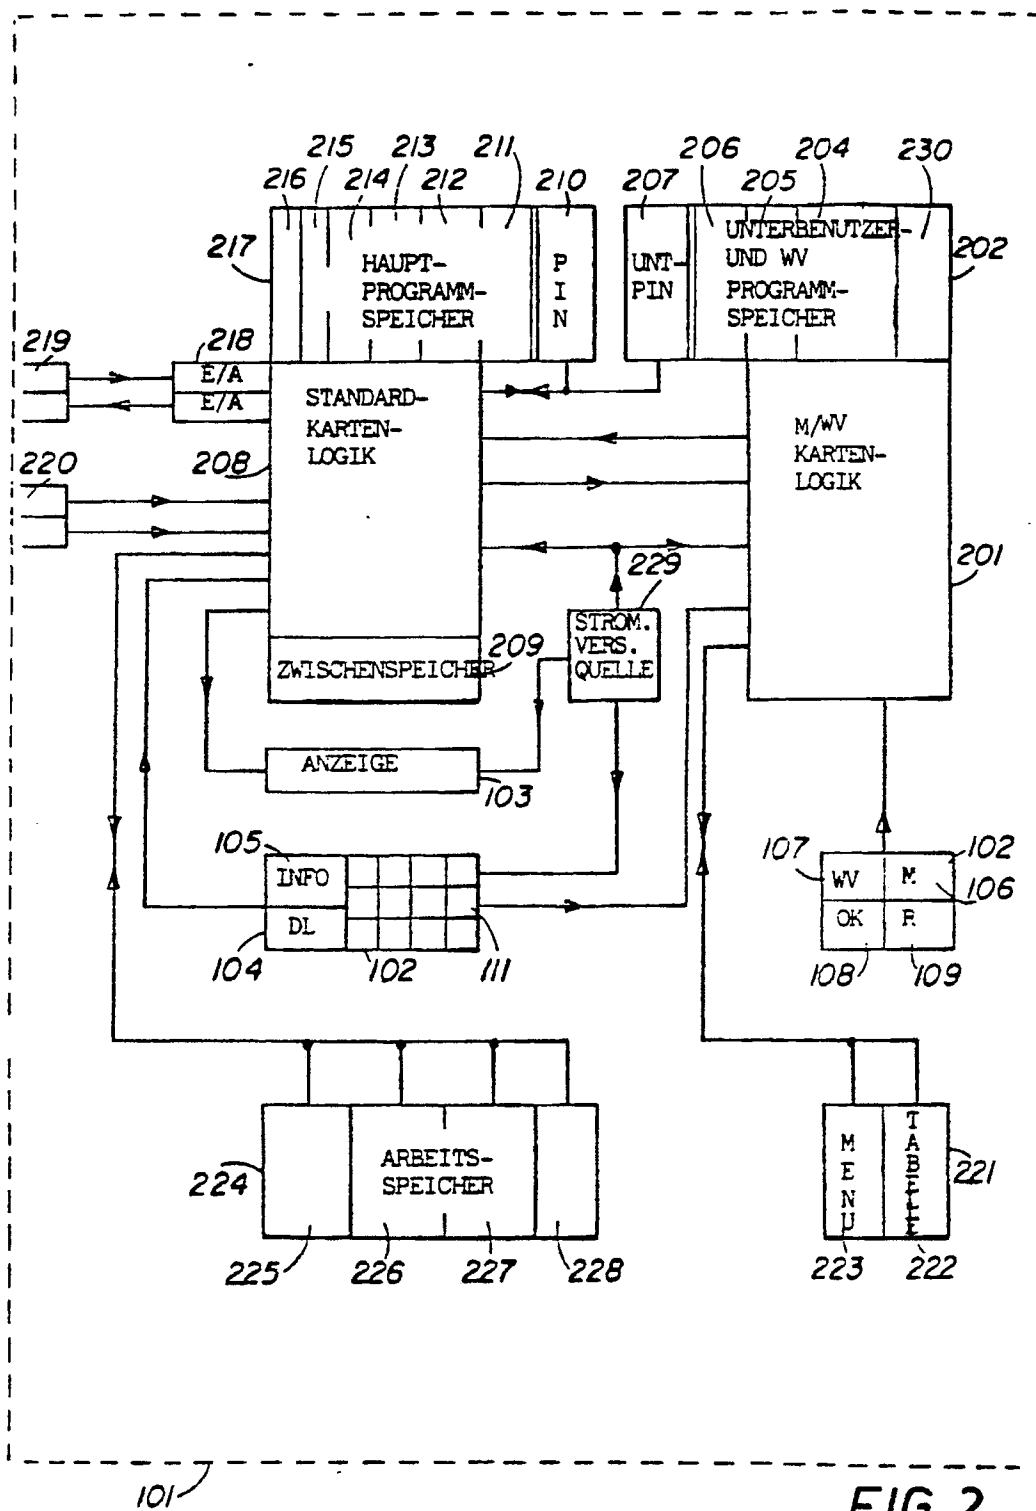 215 213 211 206 204
216 214 212 210 207 205 230
217
HAUPT-
PROGRAMM-
SPEICHER
P
I
N
UNT-
PIN
UNTERBENUTZER-
UND WV
PROGRAMM-
SPEICHER
202
219 218
E/A
E/A
STANDARD-
KARTEN-
LOGIK
208
220
M/WV
KARTEN-
LOGIK
201
229
STROM.
VERS.
QUELLE
ZWISCHENSPEICHER 209
ANZEIGE
103
105
INFO
DL
104 102 111
107 102
WV M
106
OK R
108 109
224
ARBEITS-
SPEICHER
225 226 227 228
M
E
N
U
T
A
B
E
L
L
E
221
223 222
101
FIG. 2